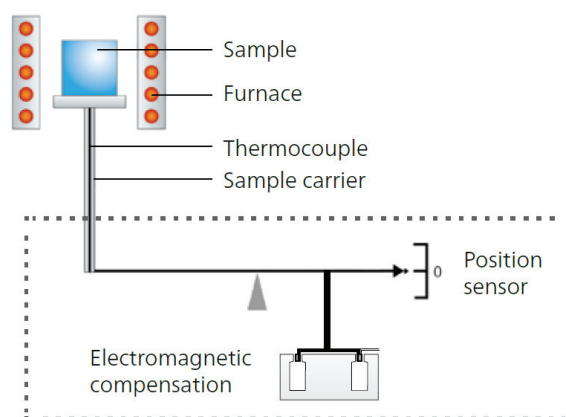 Sample
Furnace
Thermocouple
Sample carrier
0
Position
sensor
Electromagnetic
compensation